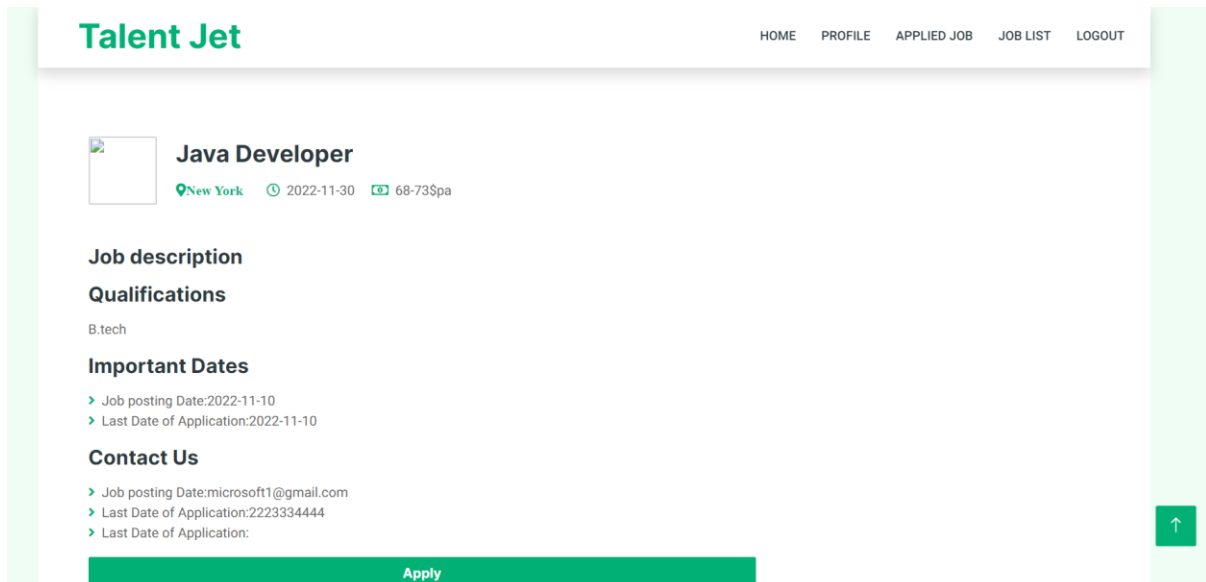 Talent Jet
HOME PROFILE APPLIED JOB JOB LIST LOGOUT
Java Developer
New York 2022-11-30 68-73$pa
Job description
Qualifications
B.tech
Important Dates
Job posting Date:2022-11-10
Last Date of Application:2022-11-10
Contact Us
Job posting Date:microsoft1@gmail.com
Last Date of Application:2223334444
Last Date of Application:
Apply